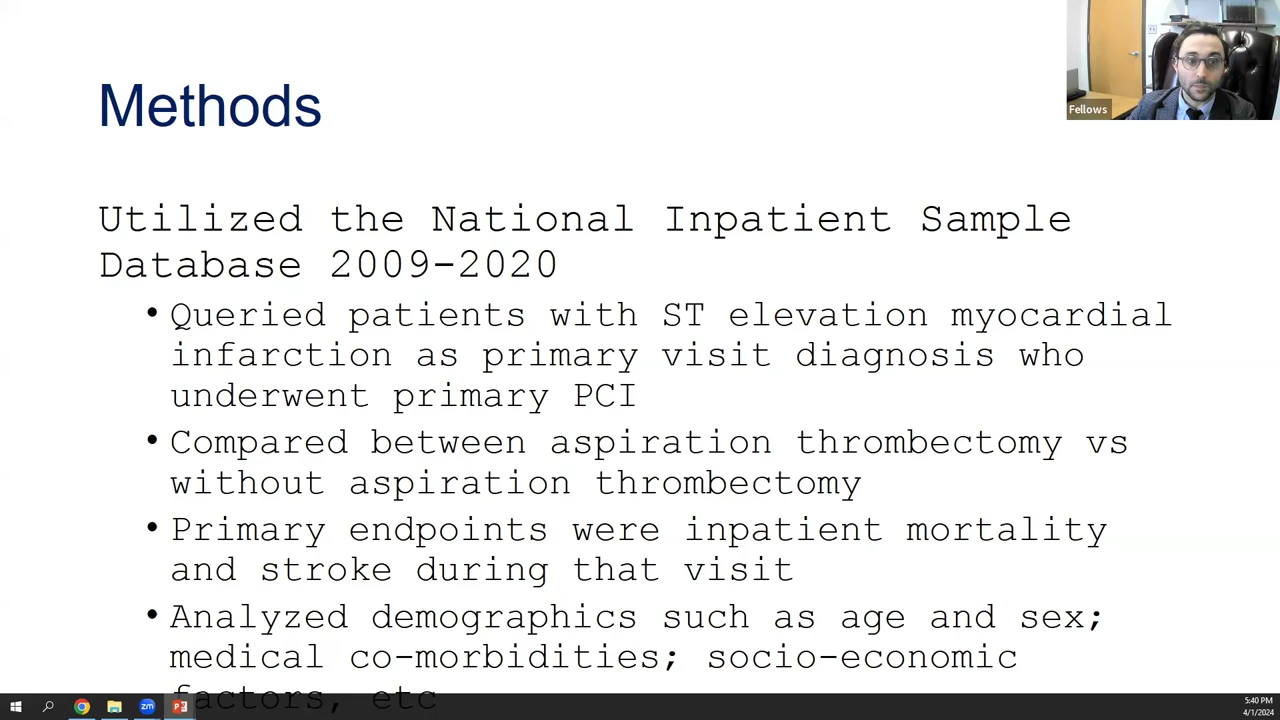 Methods
Fellows
Utilized the National Inpatient Sample
Database 2009-2020
• Queried patients with ST elevation myocardial
infarction as primary visit diagnosis who
underwent primary PCI
• Compared between aspiration thrombectomy vs
without aspiration thrombectomy
• Primary endpoints were inpatient mortality
and stroke during that visit
• Analyzed demographics such as age and sex;
medical co-morbidities; socio-economic
factors, etc
zm
5:40 PM
4/1/2024